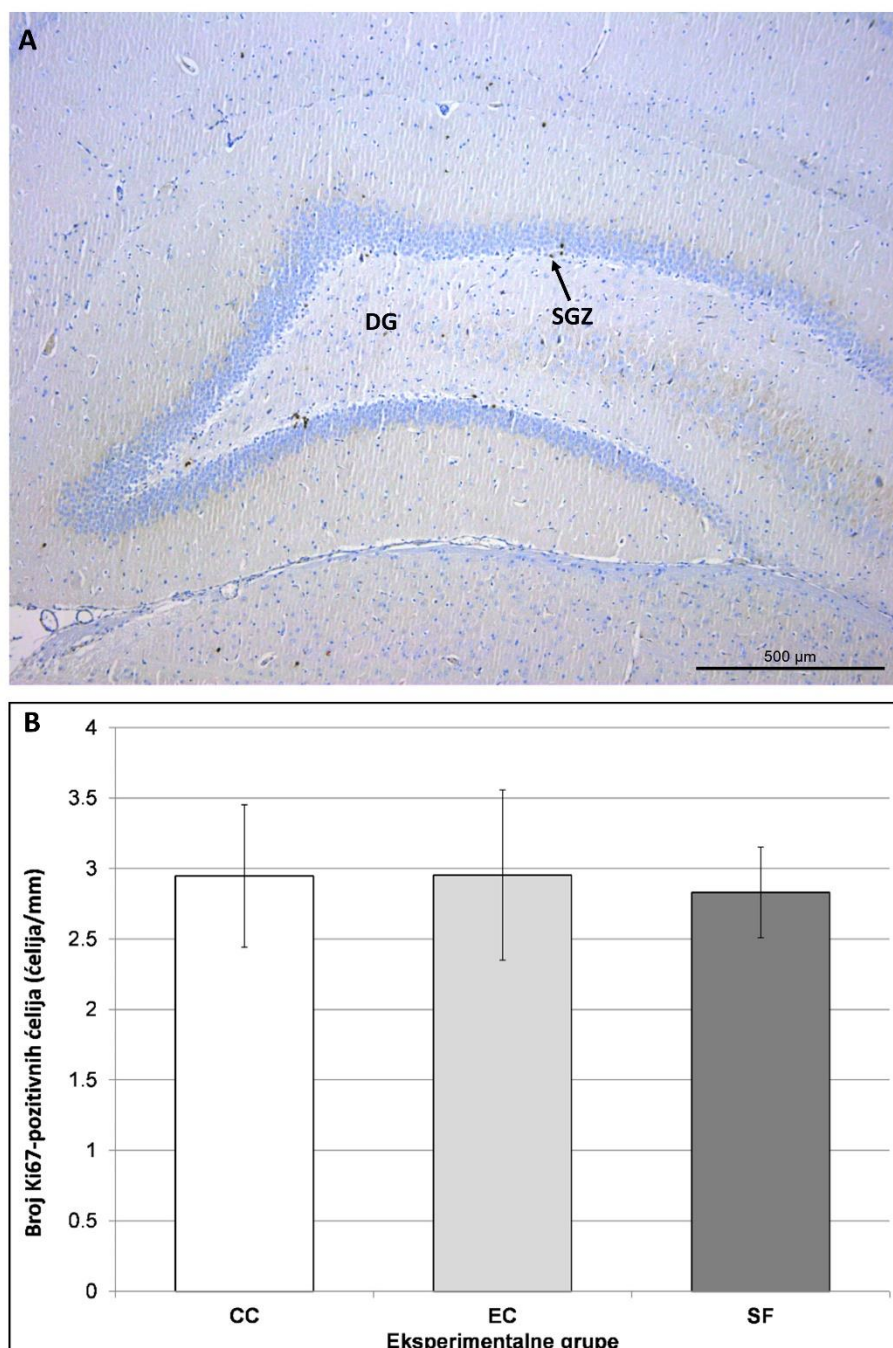 A
DG
SGZ
500 µm
B
Broj Ki67-pozitivnih ćelija (ćelija/mm)
4
3.5
3
2.5
2
1.5
1
0.5
0
CC EC SF
Eksperimentalne grupe